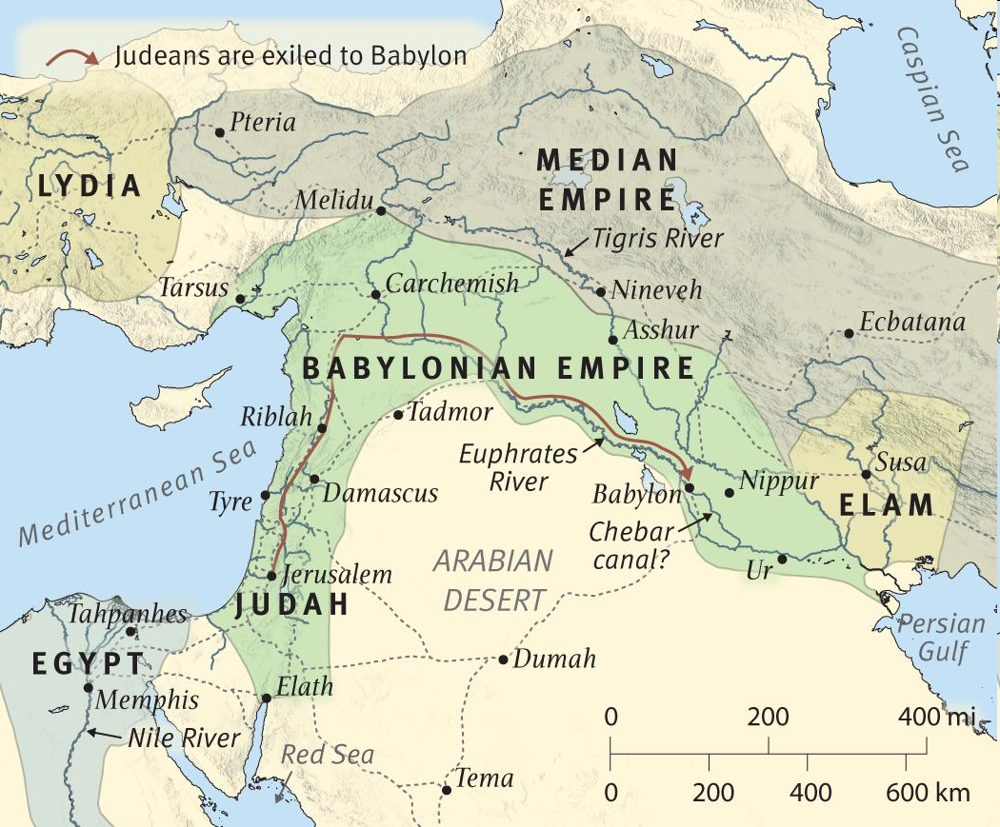 Judeans are exiled to Babylon
Caspian Sea
Pteria
MEDIAN
EMPIRE
LYDIA
Melidu
Tigris River
Tarsus
Carchemish
Nineveh
Ecbatana
Asshur
BABYLONIAN EMPIRE
Riblah
Tadmor
Mediterranean Sea
Euphrates
River
Susa
Nippur
Tyre
Damascus
Babylon
ELAM
Chebar
canal?
Ur
ARABIAN
DESERT
Jerusalem
JUDAH
Tahpanhes
Persian
Gulf
EGYPT
Dumah
Elath
Memphis
Nile River
Red Sea
Tema
0 200 400 mi
0 200 400 600 km